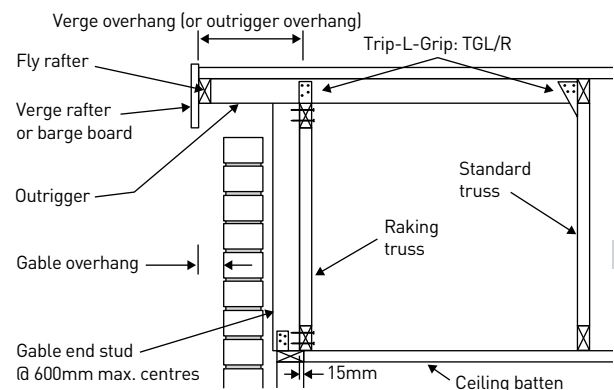 Verge overhang (or outrigger overhang)
Trip-L-Grip: TGL/R
Fly rafter
Verge rafter
or barge board
Outrigger
Standard
truss
Raking
truss
Gable overhang
Gable end stud
@ 600mm max. centres
15mm
Ceiling batten